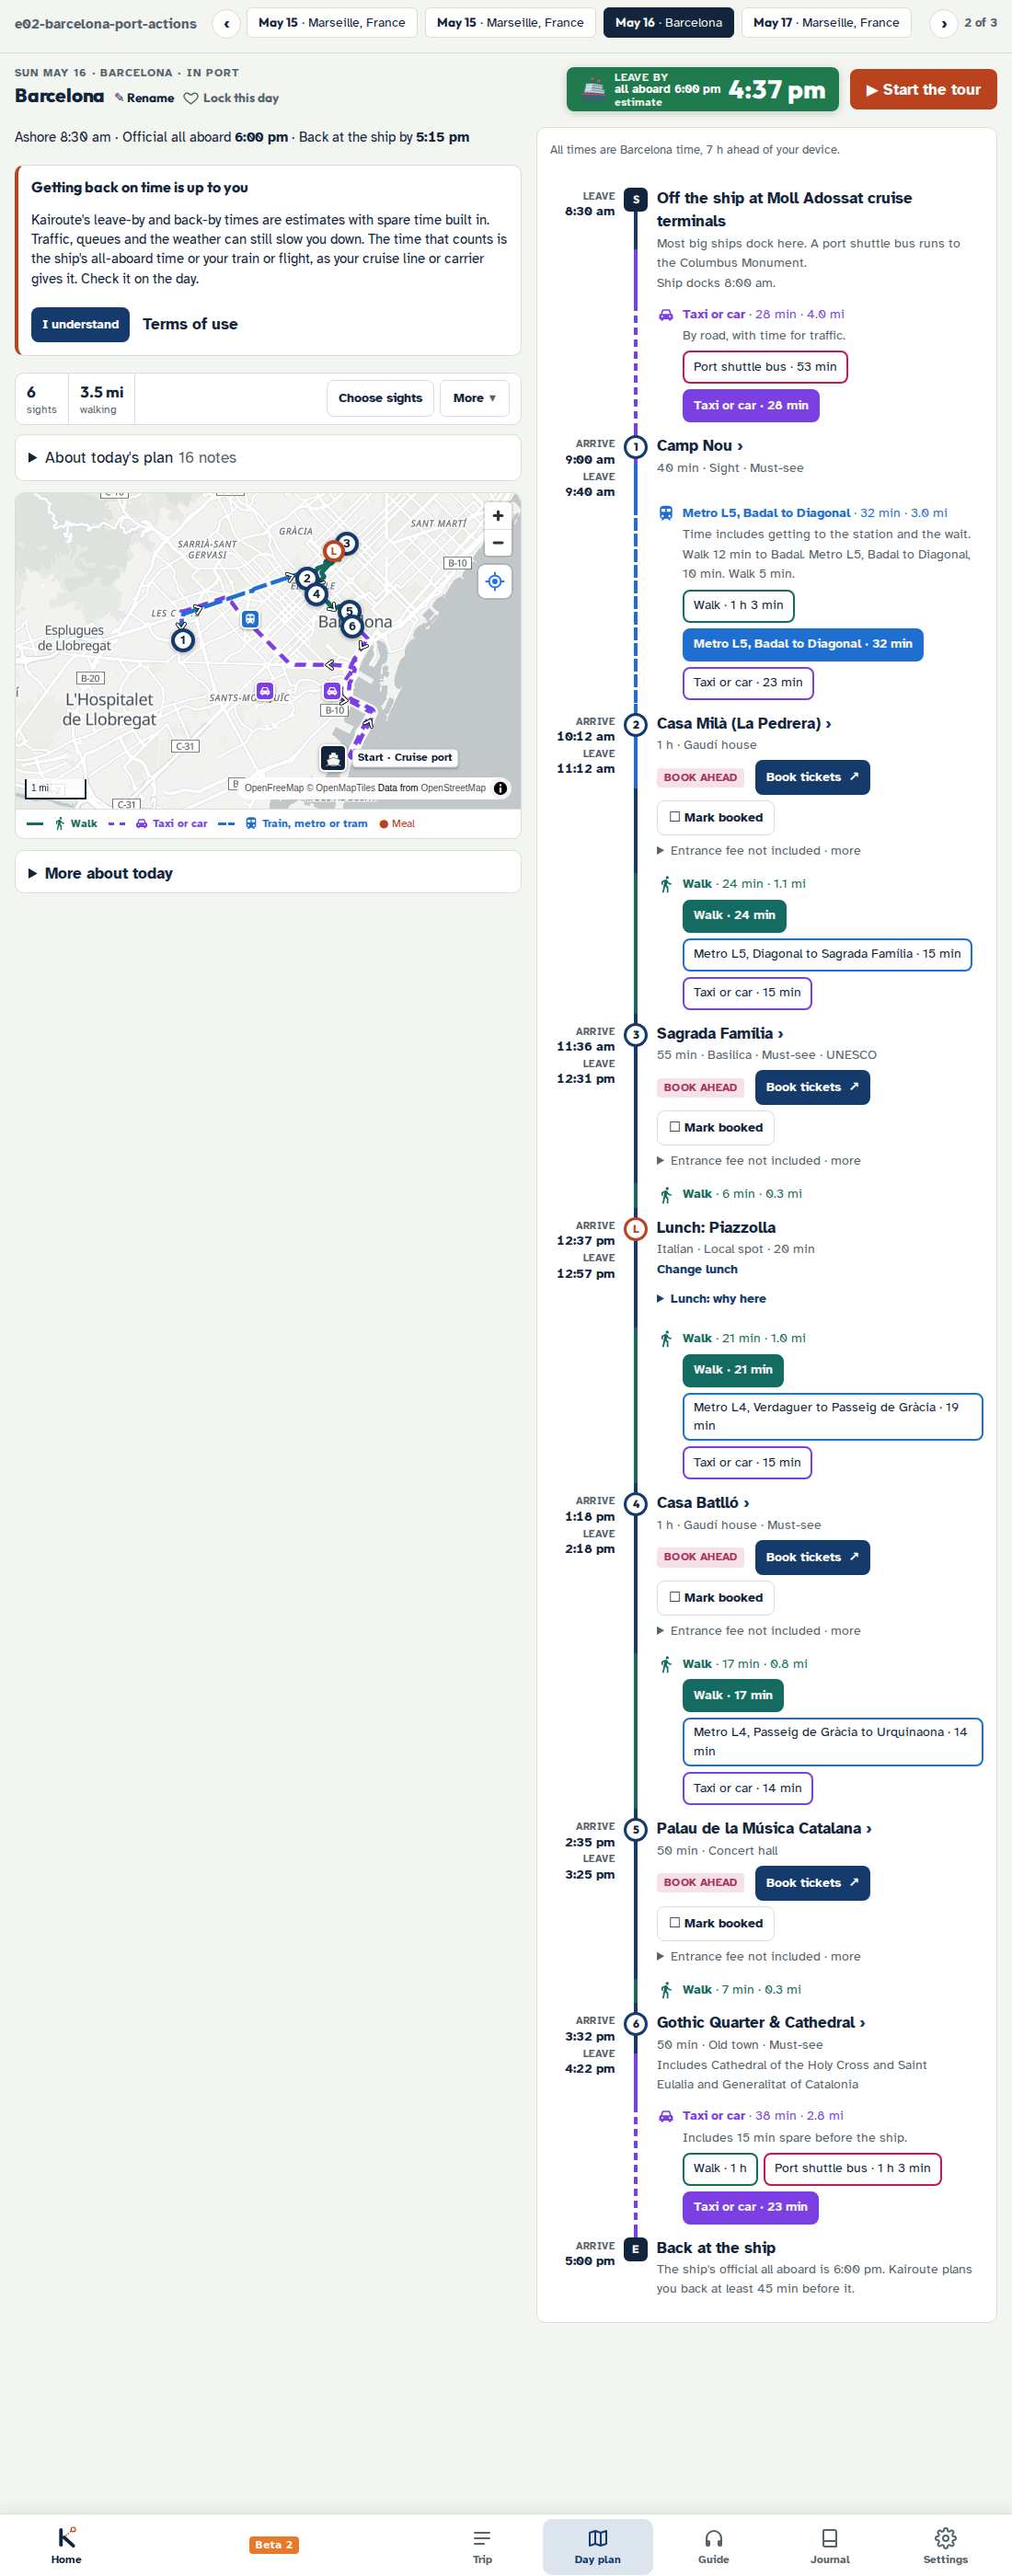 e02-barcelona-port-actions
‹
May 15 · Marseille, France
May 15 · Marseille, France
May 16 · Barcelona
May 17 · Marseille, France
›
2 of 3
SUN MAY 16 · BARCELONA · IN PORT
Barcelona
✎ Rename
Lock this day
LEAVE BY
all aboard 6:00 pm
estimate
4:37 pm
▶ Start the tour
Ashore 8:30 am · Official all aboard 6:00 pm · Back at the ship by 5:15 pm
Getting back on time is up to you
Kairoute's leave-by and back-by times are estimates with spare time built in.
Traffic, queues and the weather can still slow you down. The time that counts is
the ship's all-aboard time or your train or flight, as your cruise line or carrier
gives it. Check it on the day.
I understand
Terms of use
6
sights
3.5 mi
walking
Choose sights
More ▼
▶ About today's plan 16 notes
SANT MARTÍ
GRÀCIA
SARRIÀ-SANT
GERVASI
B-10
3
L
2
4
LES C
5
6
1
Esplugues
de Llobregat
B-20
L'Hospitalet
de Llobregat
B-10
C-31
Start · Cruise port
1 mi
C-31
OpenFreeMap © OpenMapTiles Data from OpenStreetMap
+
−
Walk
Taxi or car
Train, metro or tram
Meal
▶ More about today
All times are Barcelona time, 7 h ahead of your device.
LEAVE
8:30 am
S
Off the ship at Moll Adossat cruise
terminals
Most big ships dock here. A port shuttle bus runs to
the Columbus Monument.
Ship docks 8:00 am.
Taxi or car · 28 min · 4.0 mi
By road, with time for traffic.
Port shuttle bus · 53 min
Taxi or car · 28 min
ARRIVE
9:00 am
LEAVE
9:40 am
1
Camp Nou ›
40 min · Sight · Must-see
Metro L5, Badal to Diagonal · 32 min · 3.0 mi
Time includes getting to the station and the wait.
Walk 12 min to Badal. Metro L5, Badal to Diagonal,
10 min. Walk 5 min.
Walk · 1 h 3 min
Metro L5, Badal to Diagonal · 32 min
Taxi or car · 23 min
ARRIVE
10:12 am
LEAVE
11:12 am
2
Casa Milà (La Pedrera) ›
1 h · Gaudí house
BOOK AHEAD
Book tickets ↗
☐ Mark booked
▶ Entrance fee not included · more
Walk · 24 min · 1.1 mi
Walk · 24 min
Metro L5, Diagonal to Sagrada Família · 15 min
Taxi or car · 15 min
ARRIVE
11:36 am
LEAVE
12:31 pm
3
Sagrada Família ›
55 min · Basilica · Must-see · UNESCO
BOOK AHEAD
Book tickets ↗
☐ Mark booked
▶ Entrance fee not included · more
Walk · 6 min · 0.3 mi
ARRIVE
12:37 pm
LEAVE
12:57 pm
L
Lunch: Piazzolla
Italian · Local spot · 20 min
Change lunch
▶ Lunch: why here
Walk · 21 min · 1.0 mi
Walk · 21 min
Metro L4, Verdaguer to Passeig de Gràcia · 19
min
Taxi or car · 15 min
ARRIVE
1:18 pm
LEAVE
2:18 pm
4
Casa Batlló ›
1 h · Gaudí house · Must-see
BOOK AHEAD
Book tickets ↗
☐ Mark booked
▶ Entrance fee not included · more
Walk · 17 min · 0.8 mi
Walk · 17 min
Metro L4, Passeig de Gràcia to Urquinaona · 14
min
Taxi or car · 14 min
ARRIVE
2:35 pm
LEAVE
3:25 pm
5
Palau de la Música Catalana ›
50 min · Concert hall
BOOK AHEAD
Book tickets ↗
☐ Mark booked
▶ Entrance fee not included · more
Walk · 7 min · 0.3 mi
ARRIVE
3:32 pm
LEAVE
4:22 pm
6
Gothic Quarter & Cathedral ›
50 min · Old town · Must-see
Includes Cathedral of the Holy Cross and Saint
Eulalia and Generalitat of Catalonia
Taxi or car · 38 min · 2.8 mi
Includes 15 min spare before the ship.
Walk · 1 h
Port shuttle bus · 1 h 3 min
Taxi or car · 23 min
ARRIVE
5:00 pm
E
Back at the ship
The ship's official all aboard is 6:00 pm. Kairoute plans
you back at least 45 min before it.
Home
Beta 2
Trip
Day plan
Guide
Journal
Settings